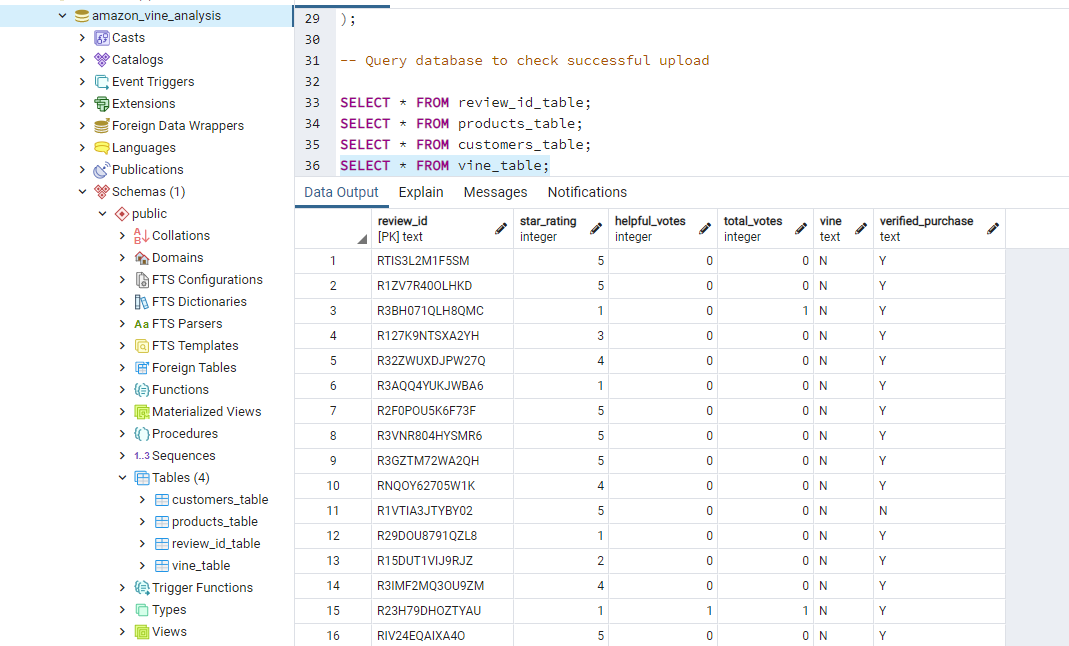 amazon_vine_analysis
Casts
Catalogs
Event Triggers
Extensions
Foreign Data Wrappers
Languages
Publications
Schemas (1)
public
Collations
Domains
FTS Configurations
FTS Dictionaries
Aa FTS Parsers
FTS Templates
Foreign Tables
Functions
Materialized Views
Procedures
1..3 Sequences
Tables (4)
customers_table
products_table
review_id_table
vine_table
Trigger Functions
Types
Views
29 );
30
31 -- Query database to check successful upload
32
33 SELECT * FROM review_id_table;
34 SELECT * FROM products_table;
35 SELECT * FROM customers_table;
36 SELECT * FROM vine_table;
Data Output Explain Messages Notifications
review_id star_rating helpful_votes total_votes vine verified_purchase
[PK] text integer integer integer text text
1 RTIS3L2M1F5SM 5 0 0 N Y
2 R1ZV7R40OLHKD 5 0 0 N Y
3 R3BH071QLH8QMC 1 0 1 N Y
4 R127K9NTSXA2YH 3 0 0 N Y
5 R32ZWUXDJPW27Q 4 0 0 N Y
6 R3AQQ4YUKJWBA6 1 0 0 N Y
7 R2F0POU5K6F73F 5 0 0 N Y
8 R3VNR804HYSMR6 5 0 0 N Y
9 R3GZTM72WA2QH 5 0 0 N Y
10 RNQOY62705W1K 4 0 0 N Y
11 R1VTIA3JTYBY02 5 0 0 N N
12 R29DOU8791QZL8 1 0 0 N Y
13 R15DUT1VIJ9RJZ 2 0 0 N Y
14 R3IMF2MQ3OU9ZM 4 0 0 N Y
15 R23H79DHOZTYAU 1 1 1 N Y
16 RIV24EQAIXA4O 5 0 0 N Y